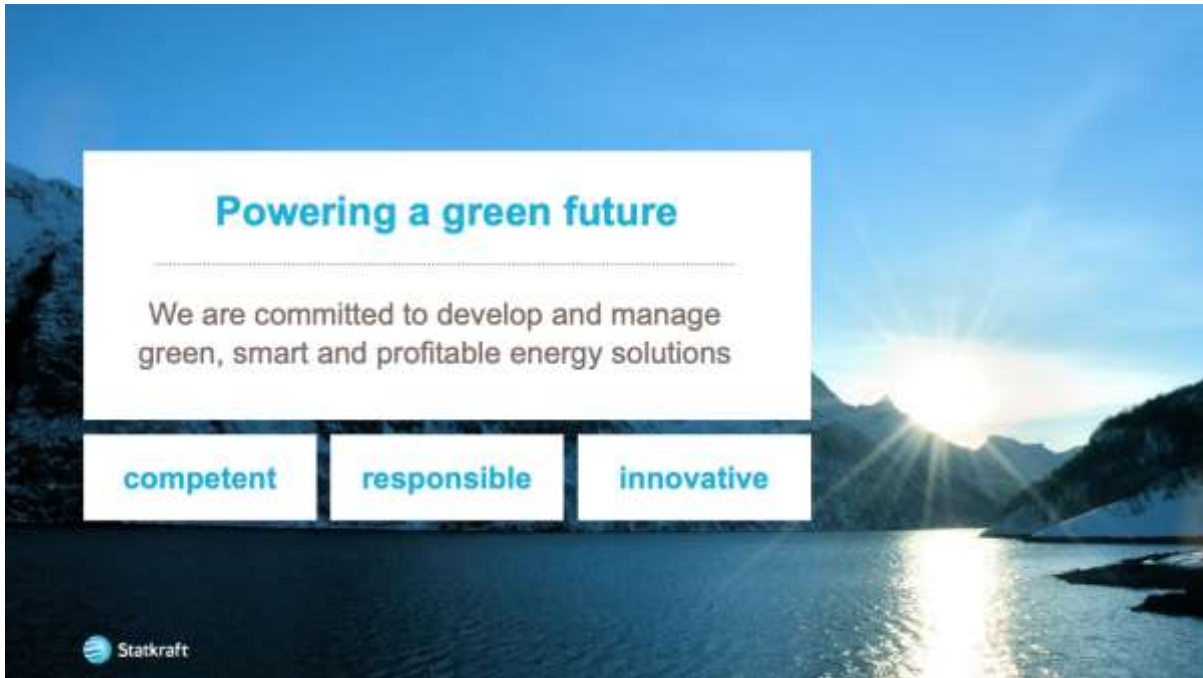 Powering a green future
We are committed to develop and manage
green, smart and profitable energy solutions
competent
responsible
innovative
Statkraft